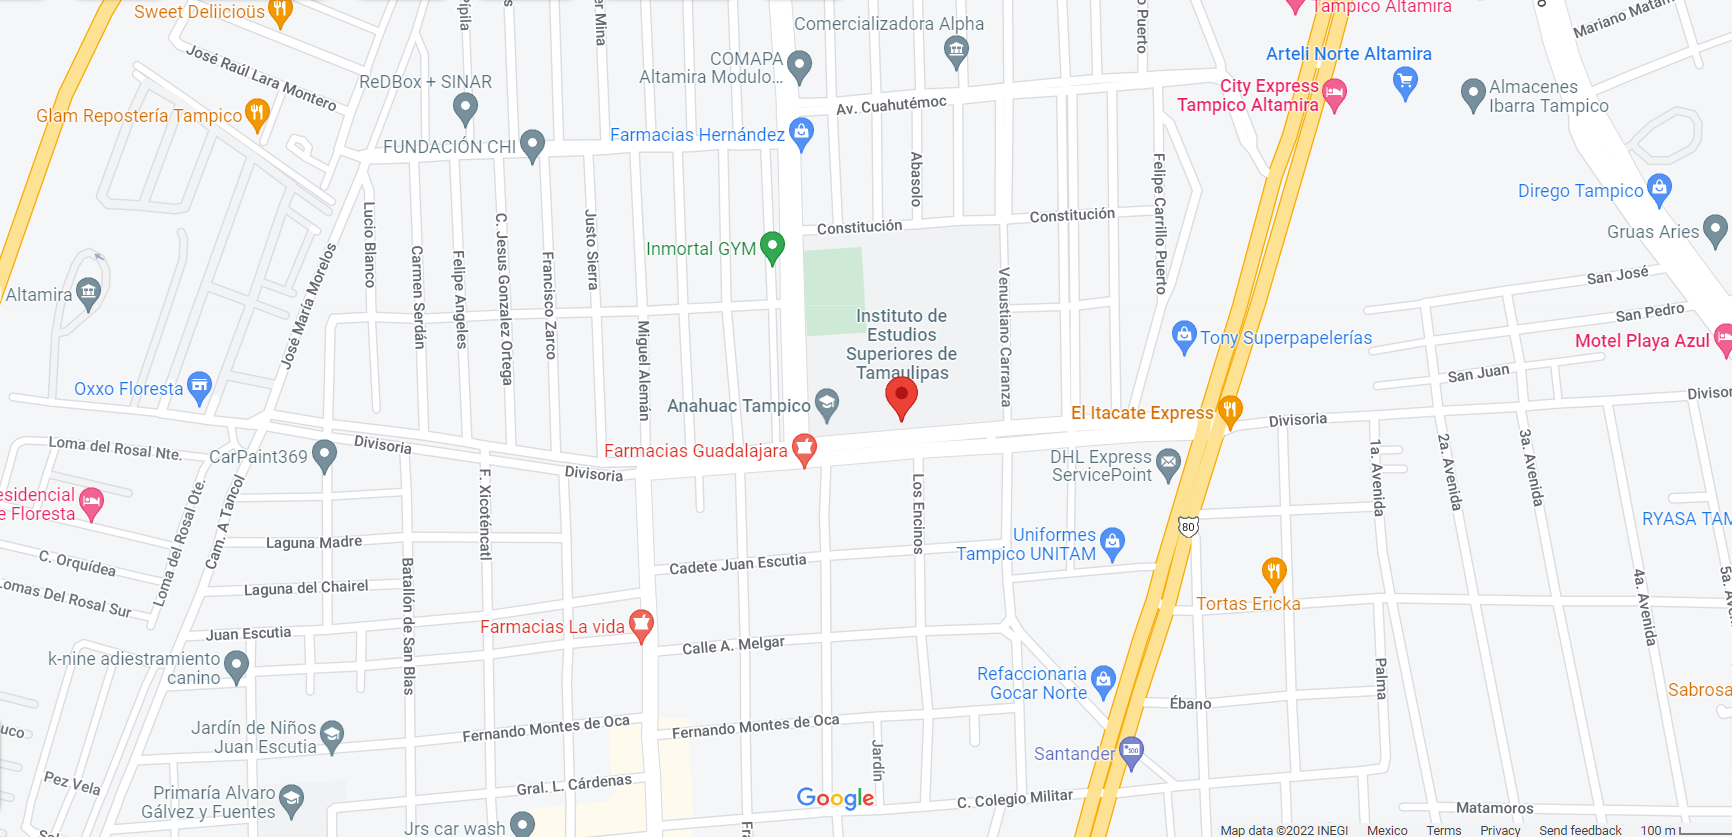 Sweet Deliicioüs
Pípila
er Mina
Comercializadora Alpha
o Puerto
Tampico Altamira
Mariano Matam
José Raúl Lara Montero
COMAPA
Altamira Modulo...
Arteli Norte Altamira
ReDBox + SINAR
City Express
Tampico Altamira
Almacenes
Ibarra Tampico
Av. Cuahutémoc
Glam Repostería Tampico
Farmacias Hernández
FUNDACIÓN CHI
Abasolo
Felipe Carrillo Puerto
Dirego Tampico
Lucio Blanco
C. Jesus Gonzalez Ortega
Justo Sierra
Constitución
Constitución
Gruas Aries
José María Morelos
Carmen Serdán
Felipe Angeles
Francisco Zarco
Inmortal GYM
Venustiano Carranza
San José
Altamira
Instituto de
Estudios
Superiores de
Tamaulipas
San Pedro
Miguel Alemán
Tony Superpapelerías
Motel Playa Azul
San Juan
Oxxo Floresta
Anahuac Tampico
El Itacate Express
Divisoria
Divisor
Loma del Rosal Nte.
Divisoria
CarPaint369
Farmacias Guadalajara
Divisoria
DHL Express
ServicePoint
1a. Avenida
2a. Avenida
3a. Avenida
esidencial
e Floresta
Loma del Rosal Ote.
Cam. A Tancol
F. Xicoténcatl
Los Encinos
80
RYASA TAM
Laguna Madre
Uniformes
Tampico UNITAM
C. Orquídea
Cadete Juan Escutia
Lomas Del Rosal Sur
Laguna del Chairel
Batallón de San Blas
4a. Avenida
5a. Av
Tortas Ericka
Juan Escutia
Farmacias La vida
Calle A. Melgar
k-nine adiestramiento
canino
Refaccionaria
Gocar Norte
Palma
Sabrosa
Ébano
uco
Jardín de Niños
Juan Escutia
Fernando Montes de Oca
Fernando Montes de Oca
Jardín
Santander
Pez Vela
Primaría Alvaro
Gálvez y Fuentes
Gral. L. Cárdenas
Google
C. Colegio Militar
Matamoros
Jrs car wash
Fra
Map data ©2022 INEGI
Mexico
Terms
Privacy
Send feedback
100 m